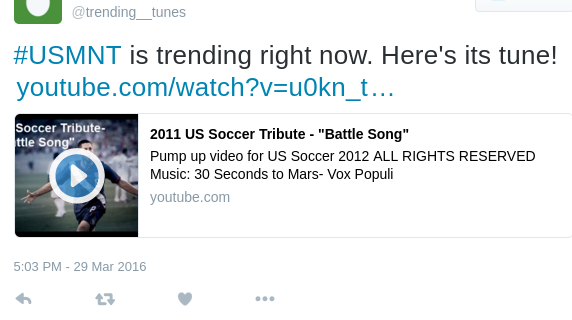 @trending__tunes
#USMNT is trending right now. Here's its tune!
youtube.com/watch?v=u0kn_t…
Soccer Tribute-
ttle Song"
2011 US Soccer Tribute - "Battle Song"
Pump up video for US Soccer 2012 ALL RIGHTS RESERVED
Music: 30 Seconds to Mars- Vox Populi
youtube.com
5:03 PM - 29 Mar 2016